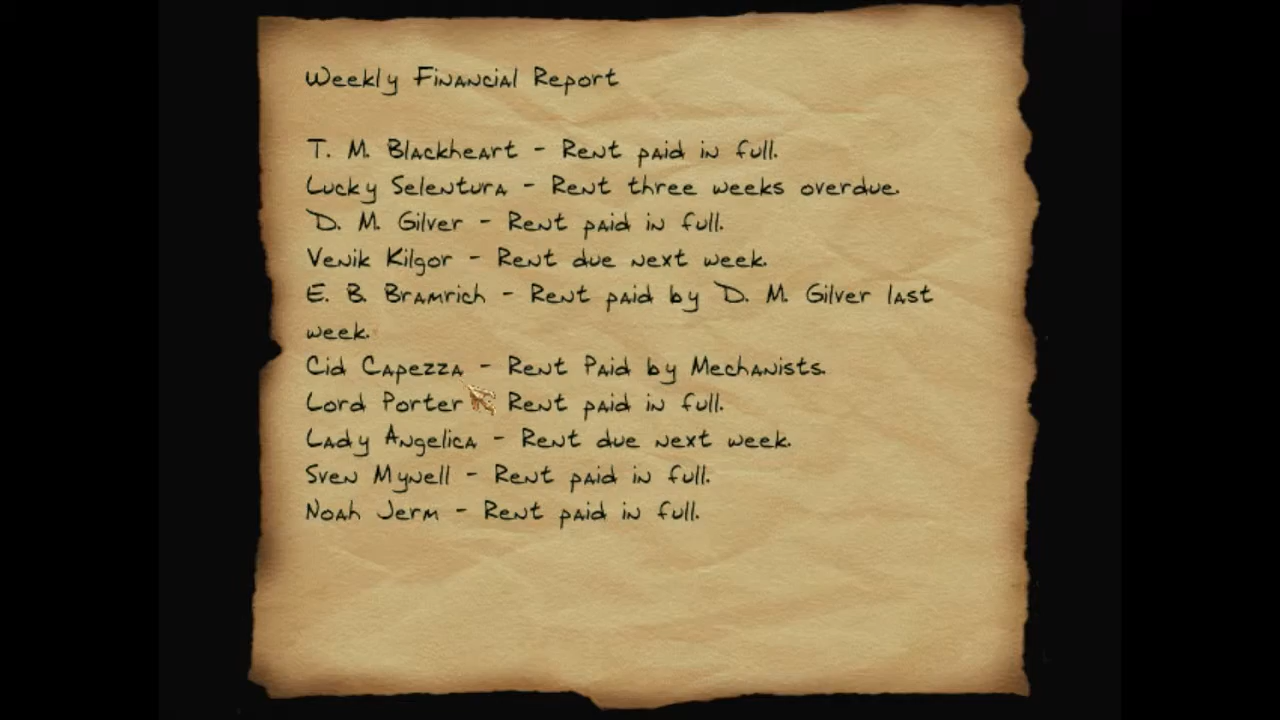 Weekly Financial Report
T. M. Blackheart - Rent paid in full.
Lucky Selentura - Rent three weeks overdue.
D. M. Gilver - Rent paid in full.
Venik Kilgor - Rent due next week.
E. B. Bramrich - Rent paid by D. M. Gilver last
week.
Cid Capezza - Rent Paid by Mechanists.
Lord Porter - Rent paid in full.
Lady Angelica - Rent due next week.
Sven Mynell - Rent paid in full.
Noah Jerm - Rent paid in full.